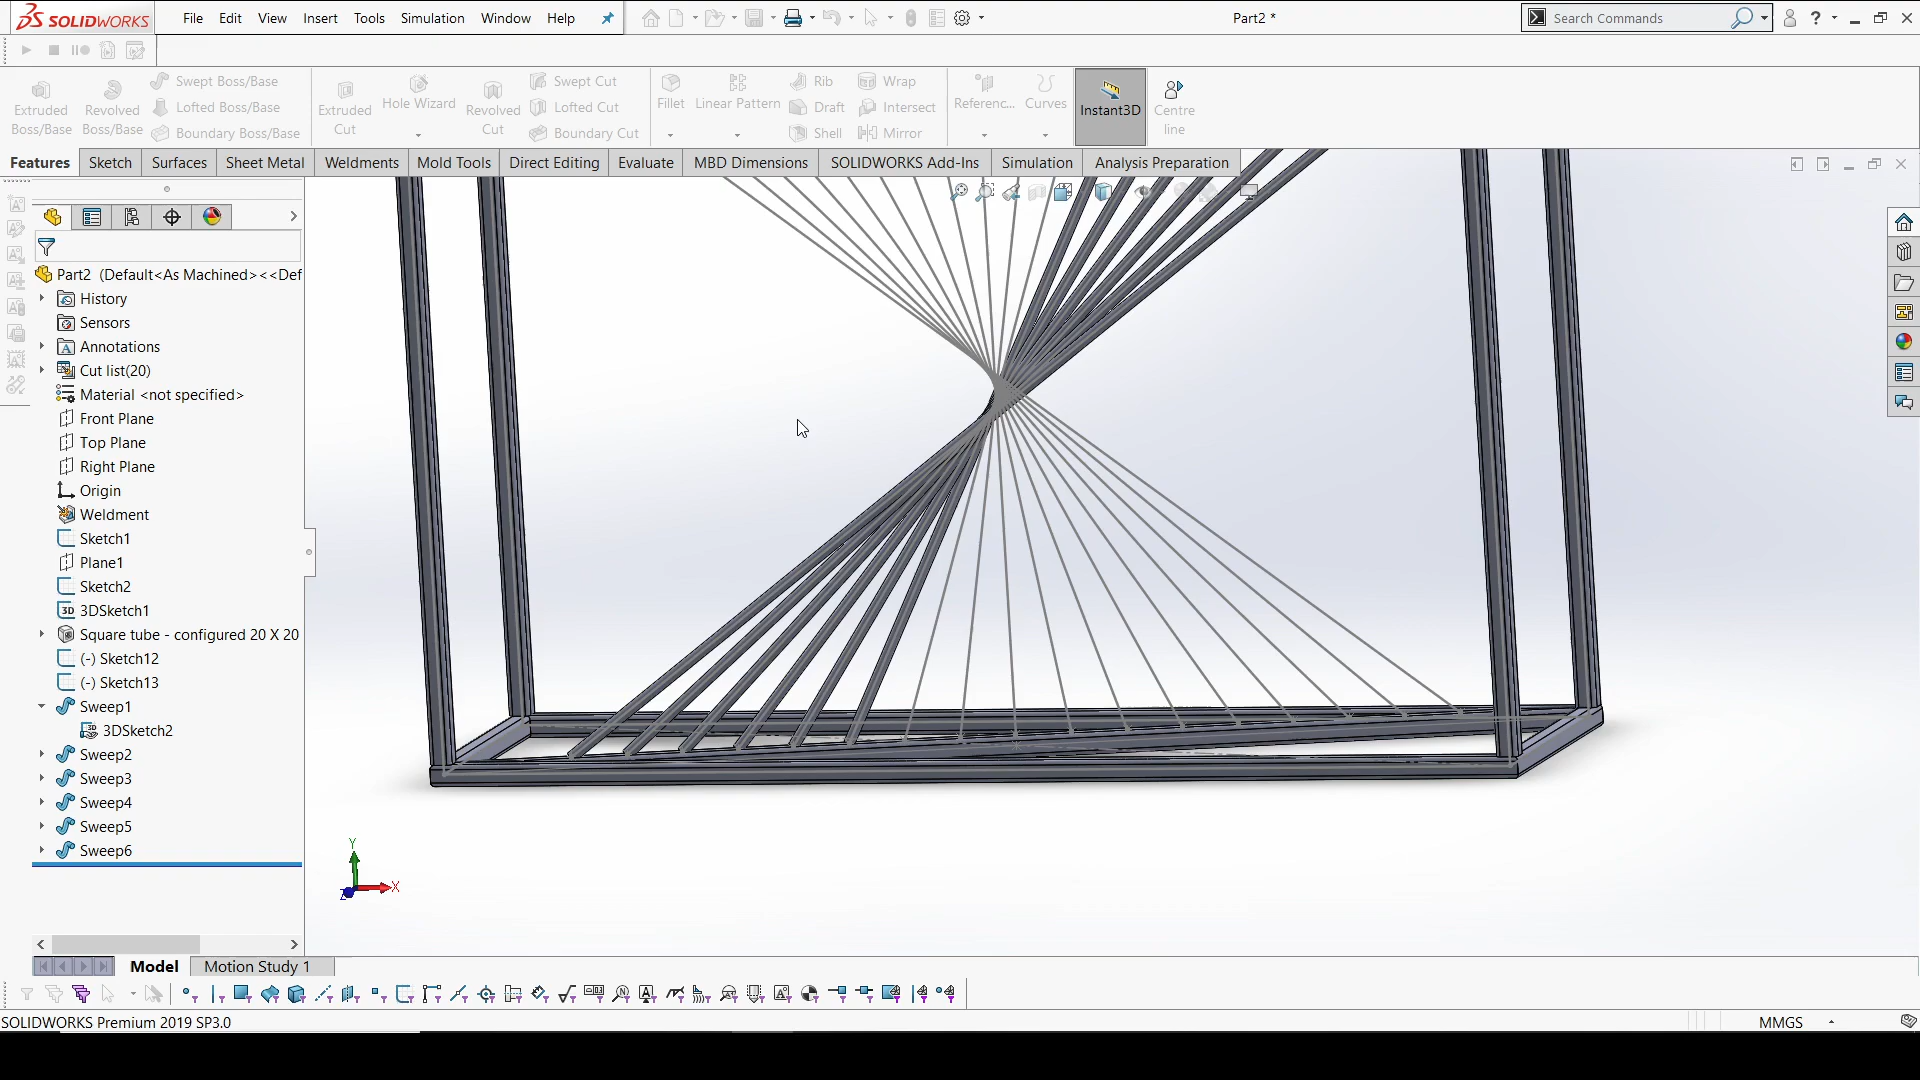 SOLIDWORKS File Edit View Insert Tools Simulation Window Help Part2 * Search Commands ?
Extruded Boss/Base Revolved Boss/Base Swept Boss/Base Lofted Boss/Base Boundary Boss/Base Extruded Cut Hole Wizard Revolved Cut Swept Cut Lofted Cut Boundary Cut Fillet Linear Pattern Rib Draft Shell Wrap Intersect Mirror Referenc... Curves Instant3D Centre line
Features Sketch Surfaces Sheet Metal Weldments Mold Tools Direct Editing Evaluate MBD Dimensions SOLIDWORKS Add-Ins Simulation Analysis Preparation
Part2 (Default<As Machined><<Def
History
Sensors
Annotations
Cut list(20)
Material <not specified>
Front Plane
Top Plane
Right Plane
Origin
Weldment
Sketch1
Plane1
Sketch2
3D 3DSketch1
Square tube - configured 20 X 20
(-) Sketch12
(-) Sketch13
Sweep1
3DSketch2
Sweep2
Sweep3
Sweep4
Sweep5
Sweep6
Y
X
Z
Model Motion Study 1
SOLIDWORKS Premium 2019 SP3.0 MMGS